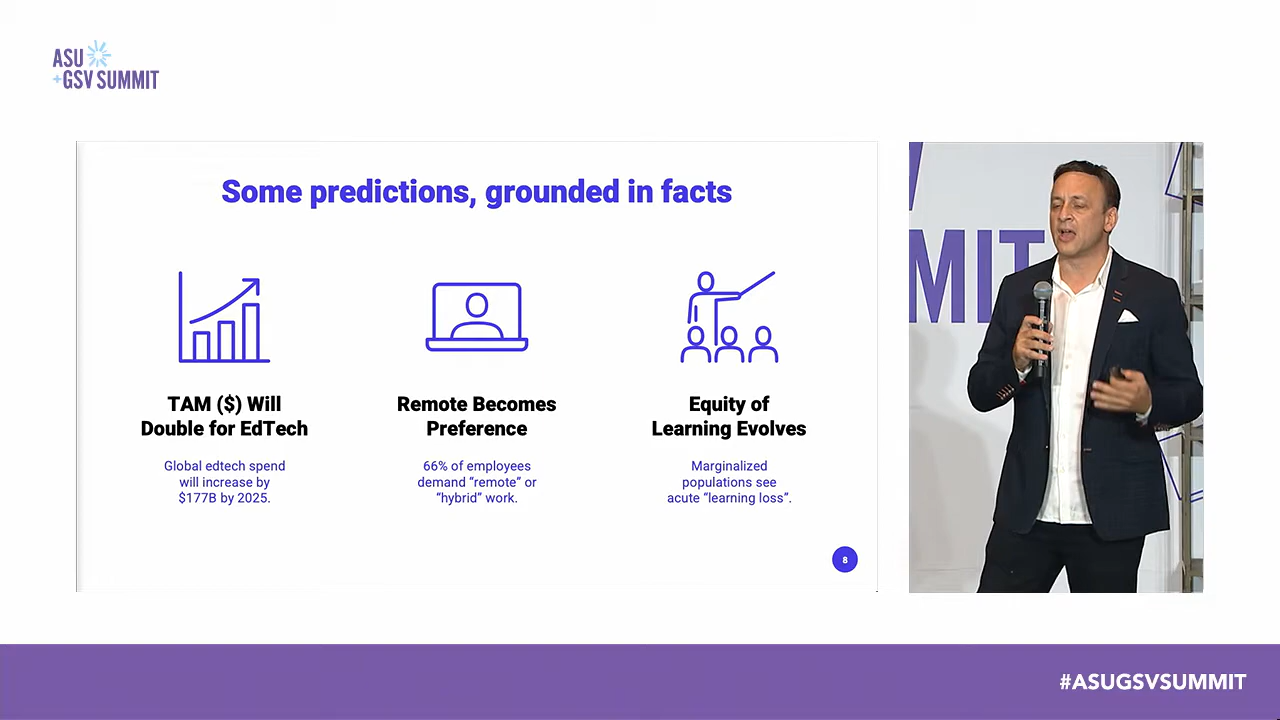 ASU
+GSV SUMMIT
Some predictions, grounded in facts
TAM ($) Will
Double for EdTech
Global edtech spend
will increase by
$177B by 2025.
Remote Becomes
Preference
66% of employees
demand “remote” or
“hybrid” work.
Equity of
Learning Evolves
Marginalized
populations see
acute “learning loss”.
8
MIT
#ASUGSVSUMMIT